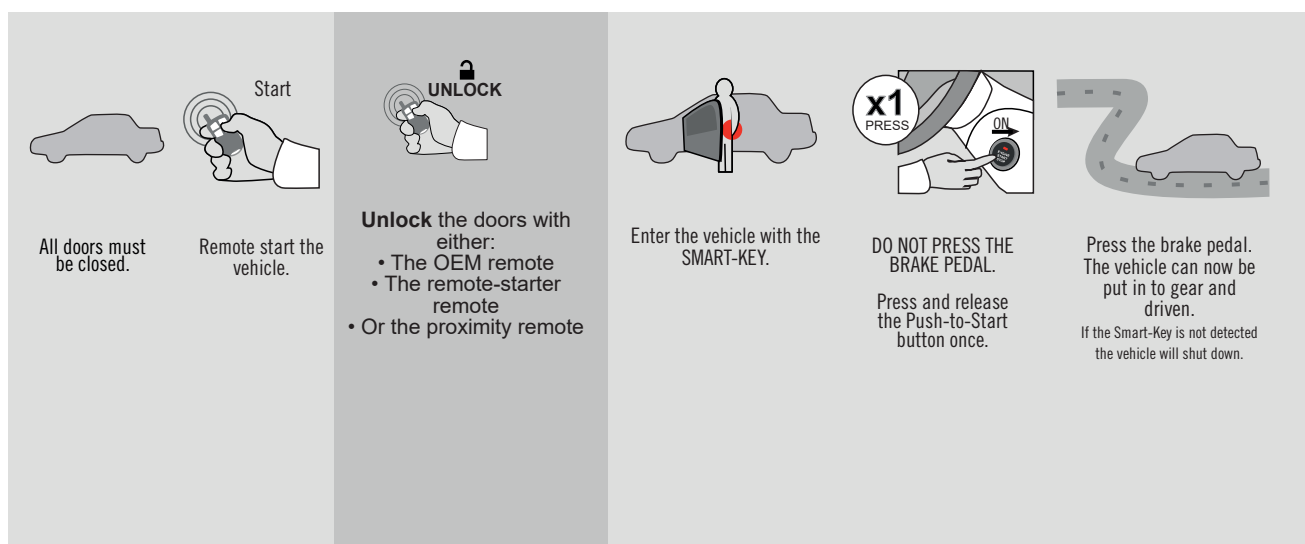 All doors must
be closed.
Start
Remote start the
vehicle.
UNLOCK
Unlock the doors with
either:
• The OEM remote
• The remote-starter
remote
• Or the proximity remote
Enter the vehicle with the
SMART-KEY.
x1
PRESS
ON
DO NOT PRESS THE
BRAKE PEDAL.
Press and release
the Push-to-Start
button once.
Press the brake pedal.
The vehicle can now be
put in to gear and
driven.
If the Smart-Key is not detected
the vehicle will shut down.